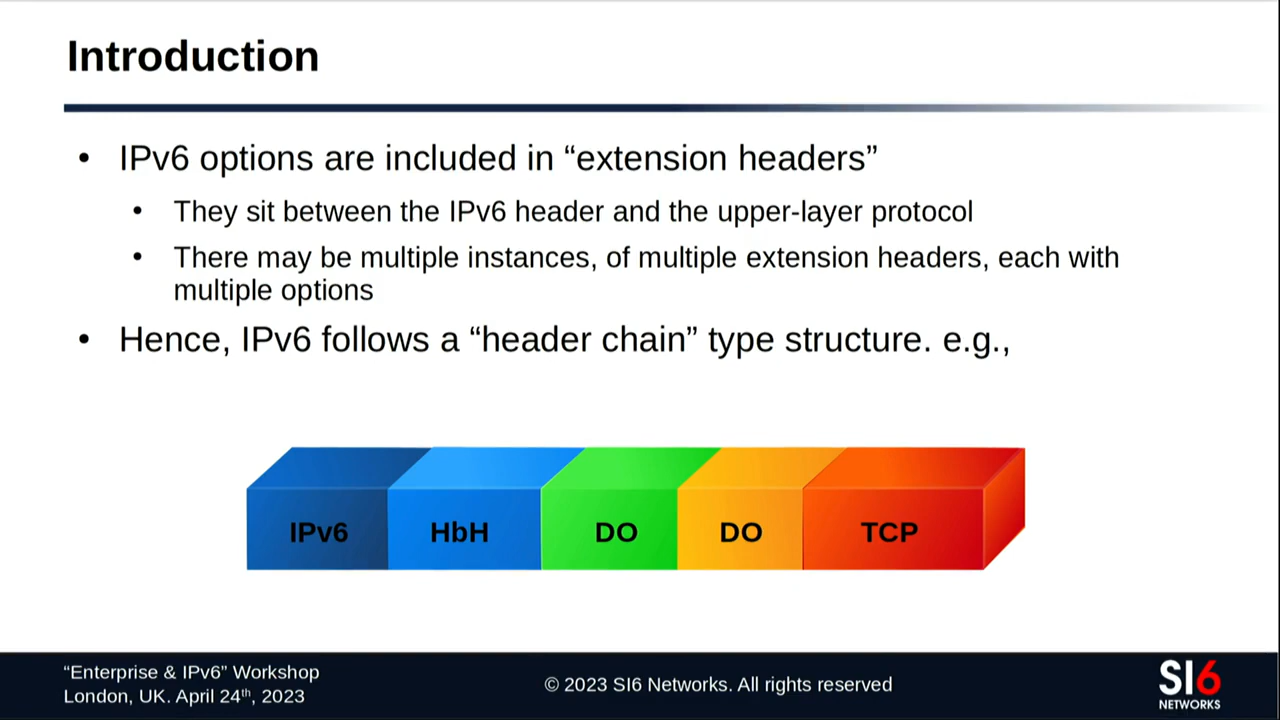 Introduction
• IPv6 options are included in “extension headers”
• They sit between the IPv6 header and the upper-layer protocol
• There may be multiple instances, of multiple extension headers, each with
multiple options
• Hence, IPv6 follows a “header chain” type structure. e.g.,
IPv6 HbH DO DO TCP
“Enterprise & IPv6” Workshop
London, UK. April 24th, 2023
© 2023 SI6 Networks. All rights reserved
SI6
NETWORKS